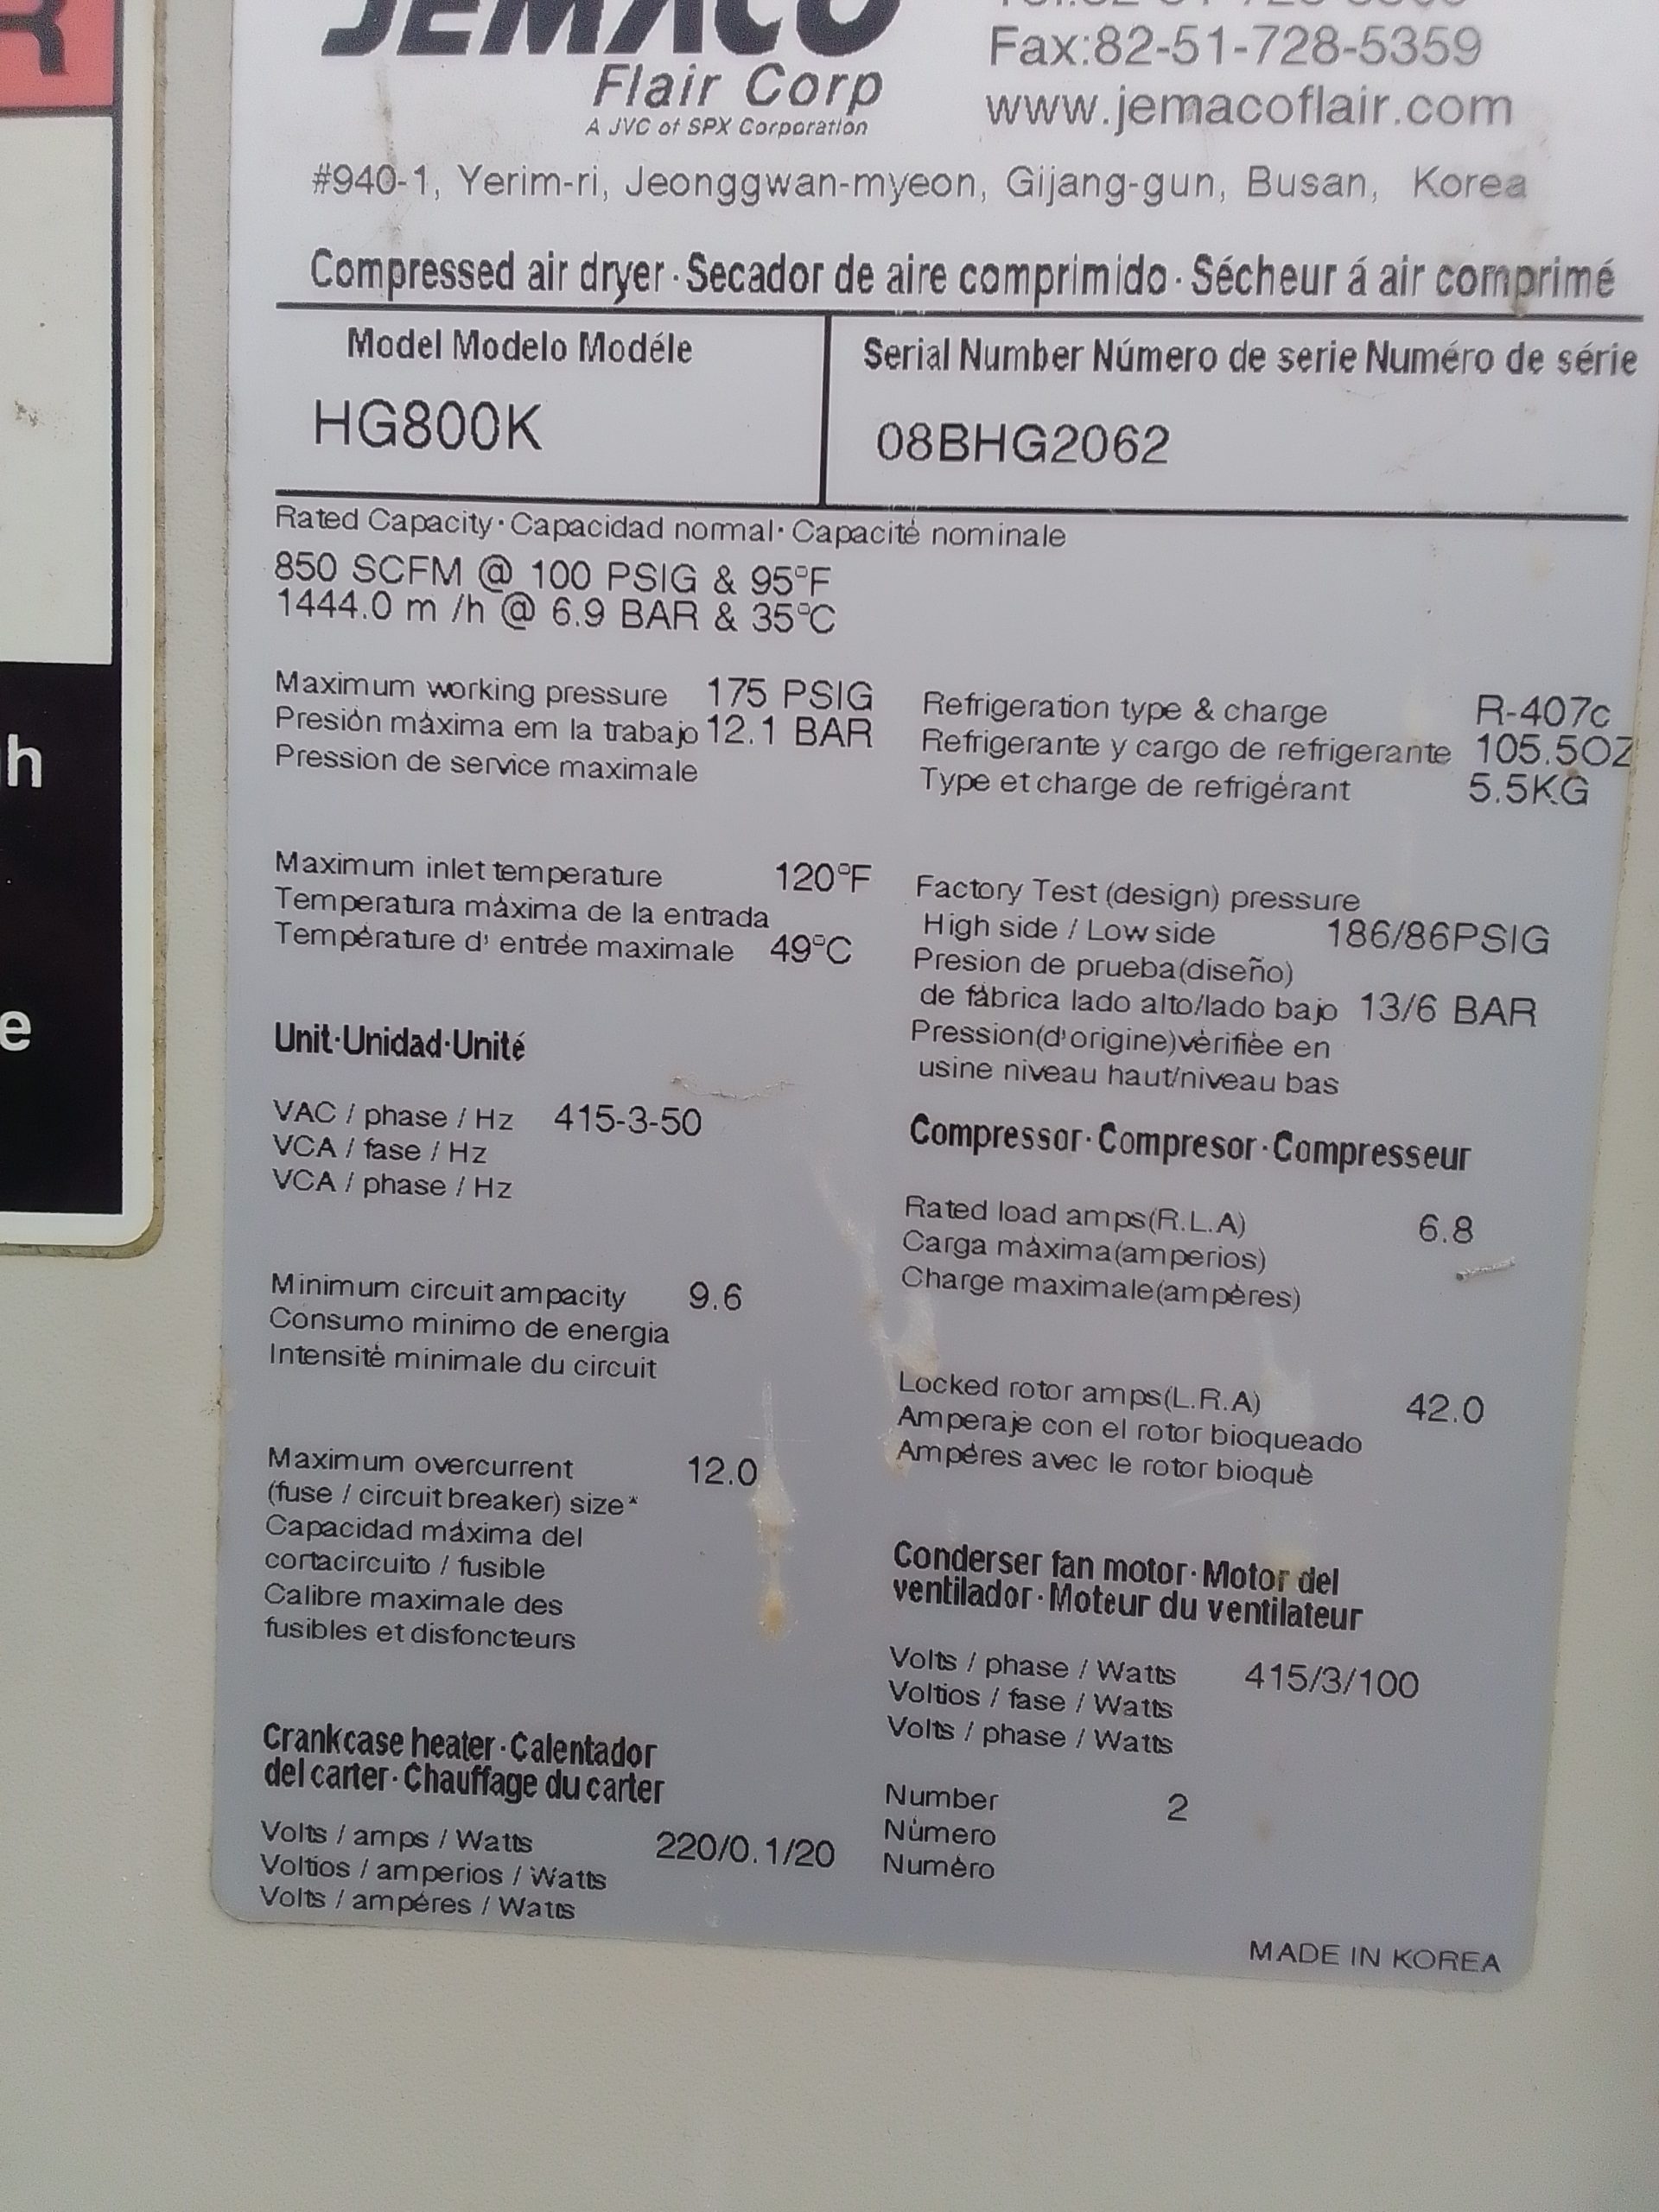 JEMACO
Flair Corp
A JVC of SPX Corporation
Fax:82-51-728-5359
www.jemacoflair.com
#940-1, Yerim-ri, Jeonggwan-myeon, Gijang-gun, Busan, Korea
Compressed air dryer · Secador de aire comprimido · Sécheur á air comprimé
Model Modelo Modéle
HG800K
Serial Number Número de serie Numéro de série
08BHG2062
Rated Capacity · Capacidad normal · Capacité nominale
850 SCFM @ 100 PSIG & 95°F
1444.0 m /h @ 6.9 BAR & 35°C
Maximum working pressure 175 PSIG
Presión máxima em la trabajo 12.1 BAR
Pression de service maximale
Refrigeration type & charge R-407c
Refrigerante y cargo de refrigerante 105.5OZ
Type et charge de refrigérant 5.5KG
Maximum inlet temperature 120°F
Temperatura máxima de la entrada
Température d' entrée maximale 49°C
Factory Test (design) pressure
High side / Low side 186/86PSIG
Presion de prueba(diseño)
de fàbrica lado alto/lado bajo 13/6 BAR
Pression(d'origine)vèrifièe en
usine niveau haut/niveau bas
Unit·Unidad·Unité
VAC / phase / Hz 415-3-50
VCA / fase / Hz
VCA / phase / Hz
Compressor · Compresor · Compresseur
Rated load amps(R.L.A) 6.8
Carga màxima(amperios)
Charge maximale(ampères)
Minimum circuit ampacity 9.6
Consumo minimo de energia
Intensité minimale du circuit
Locked rotor amps(L.R.A) 42.0
Amperaje con el rotor bioqueado
Ampéres avec le rotor bioquè
Maximum overcurrent 12.0
(fuse / circuit breaker) size*
Capacidad máxima del
cortacircuito / fusible
Calibre maximale des
fusibles et disfoncteurs
Conderser fan motor · Motor del
ventilador · Moteur du ventilateur
Volts / phase / Watts 415/3/100
Voltios / fase / Watts
Volts / phase / Watts
Number 2
Nùmero
Numèro
Crankcase heater · Calentador
del carter · Chauffage du carter
Volts / amps / Watts 220/0.1/20
Voltios / amperios / Watts
Volts / ampéres / Watts
MADE IN KOREA
h
e